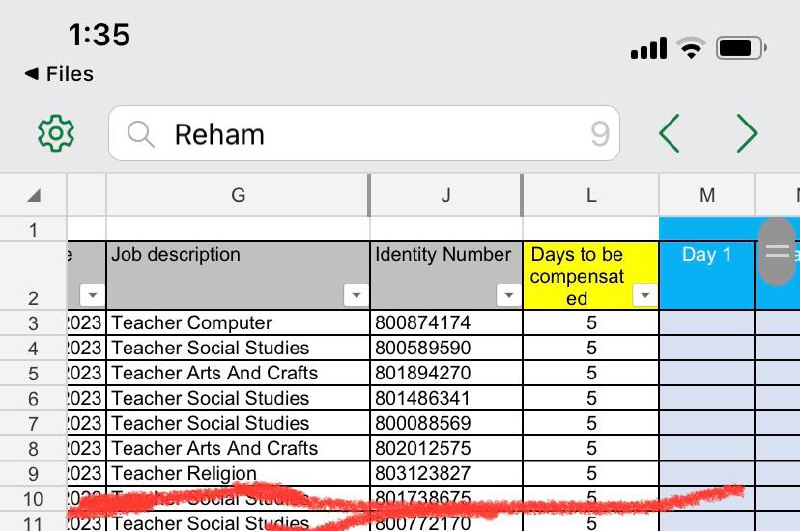 1:35
◀ Files
Reham 9
G J L M
1
2 Job description Identity Number Days to be compensated Day 1
3 2023 Teacher Computer 800874174 5
4 2023 Teacher Social Studies 800589590 5
5 2023 Teacher Arts And Crafts 801894270 5
6 2023 Teacher Social Studies 801486341 5
7 2023 Teacher Social Studies 800088569 5
8 2023 Teacher Arts And Crafts 802012575 5
9 2023 Teacher Religion 803123827 5
10 2023 Teacher Social Studies 801738675 5
11 2023 Teacher Social Studies 800772170 5